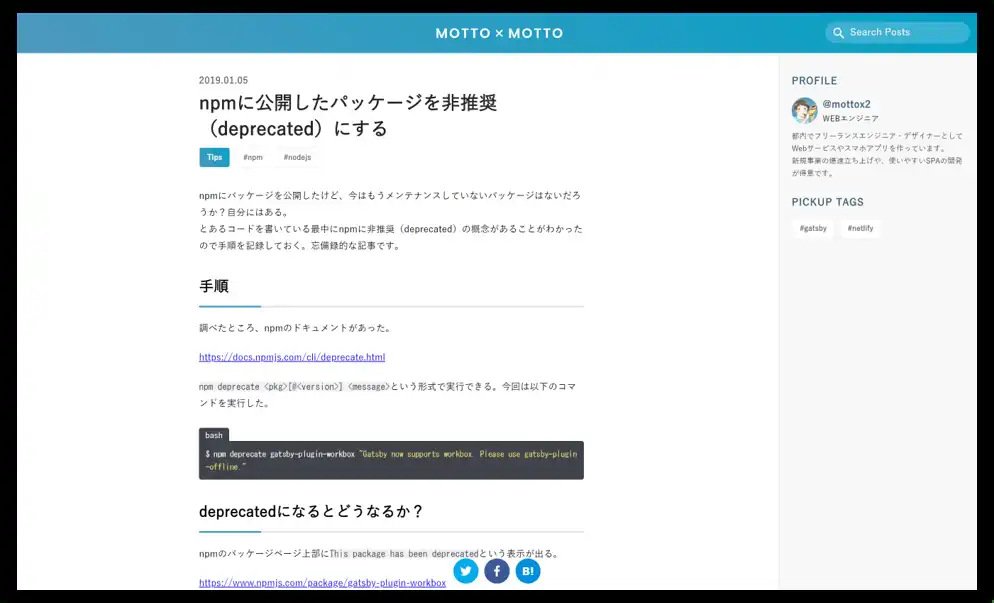 MOTTO × MOTTO
Search Posts
2019.01.05
npmに公開したパッケージを非推奨
（deprecated）にする
Tips
#npm
#nodejs
npmにパッケージを公開したけど、今はもうメンテナンスしていないパッケージはないだろ
うか？自分にはある。
とあるコードを書いている最中にnpmに非推奨（deprecated）の概念があることがわかった
ので手順を記録しておく。忘備録的な記事です。
手順
調べたところ、npmのドキュメントがあった。
https://docs.npmjs.com/cli/deprecate.html
npm deprecate <pkg>[@<version>] <message>という形式で実行できる。今回は以下のコマ
ンドを実行した。
bash
$ npm deprecate gatsby-plugin-workbox "Gatsby now supports workbox. Please use gatsby-plugin
-offline."
deprecatedになるとどうなるか？
npmのパッケージページ上部にThis package has been deprecatedという表示が出る。
https://www.npmjs.com/package/gatsby-plugin-workbox
B!
PROFILE
@mottox2
WEBエンジニア
都内でフリーランスエンジニア・デザイナーとして
Webサービスやスマホアプリを作っています。
新規事業の爆速立ち上げや、使いやすいSPAの開発
が得意です。
PICKUP TAGS
#gatsby
#netlify